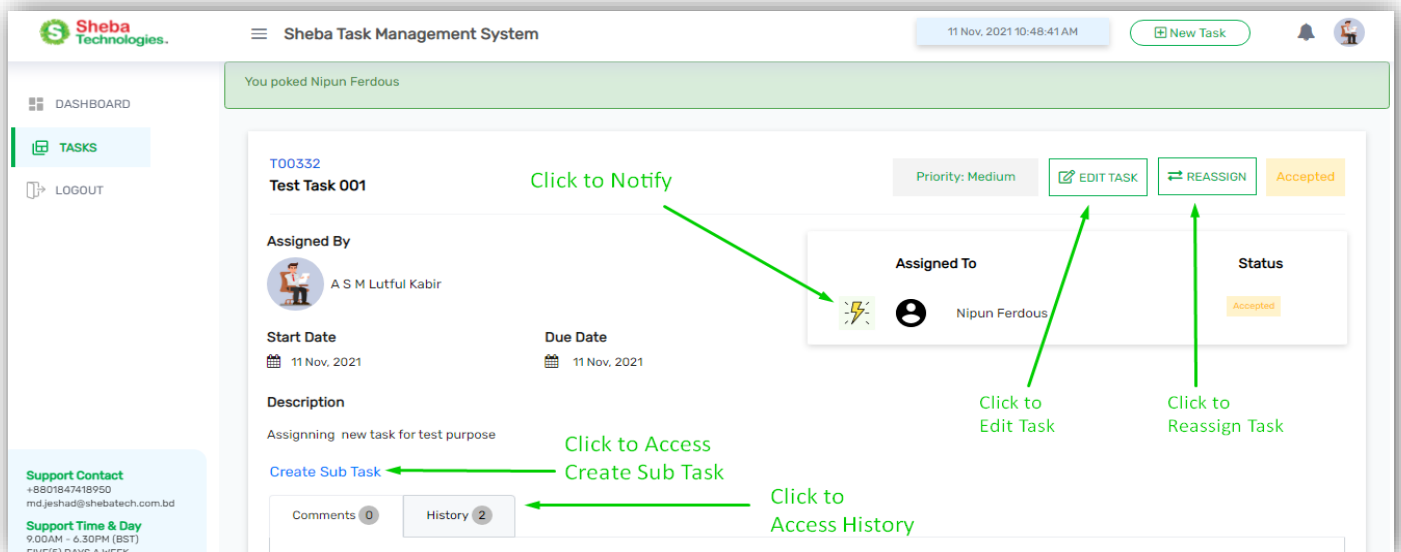 Sheba
Technologies.
Sheba Task Management System
11 Nov, 2021 10:48:41 AM
New Task
You poked Nipun Ferdous
DASHBOARD
TASKS
LOGOUT
T00332
Test Task 001
Click to Notify
Priority: Medium
EDIT TASK
REASSIGN
Accepted
Assigned By
A S M Lutful Kabir
Assigned To
Status
Nipun Ferdous
Accepted
Start Date
Due Date
11 Nov, 2021
11 Nov, 2021
Click to
Edit Task
Click to
Reassign Task
Description
Assignning new task for test purpose
Click to Access
Create Sub Task
Create Sub Task
Comments 0
History 2
Click to
Access History
Support Contact
+8801847418950
md.jeshad@shebatech.com.bd
Support Time & Day
9.00AM - 6.30PM (BST)
FIVE(5) DAYS A WEEK